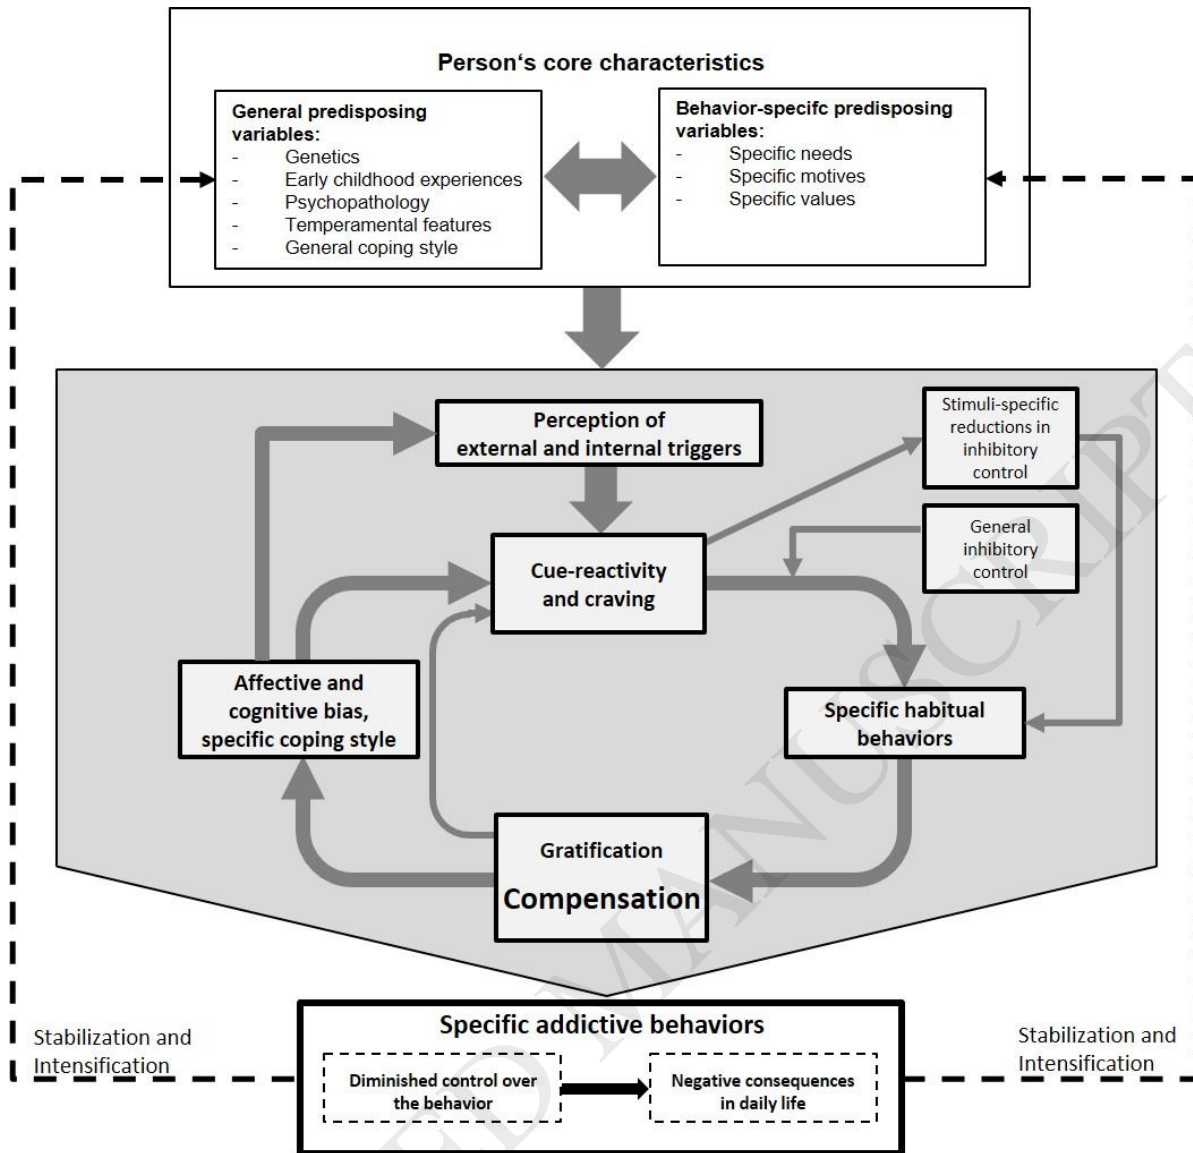 Person‘s core characteristics
General predisposing
variables:
- Genetics
- Early childhood experiences
- Psychopathology
- Temperamental features
- General coping style
Behavior-specifc predisposing
variables:
- Specific needs
- Specific motives
- Specific values
Perception of
external and internal triggers
Stimuli-specific
reductions in
inhibitory
control
General
inhibitory
control
Cue-reactivity
and craving
Affective and
cognitive bias,
specific coping style
Specific habitual
behaviors
Gratification
Compensation
Stabilization and
Intensification
Specific addictive behaviors
Diminished control over
the behavior
Negative consequences
in daily life
Stabilization and
Intensification
ED MANUSCRIPT